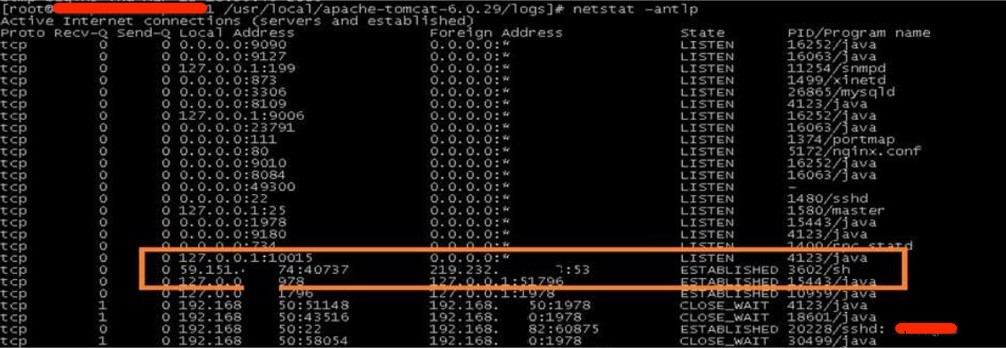 [root@ 1 /usr/local/apache-tomcat-6.0.29/logs]# netstat -antlp
Active Internet connections (servers and established)
Proto Recv-Q Send-Q Local Address Foreign Address State PID/Program name
tcp 0 0 0.0.0.0:9090 0.0.0.0:* LISTEN 16252/java
tcp 0 0 0.0.0.0:9127 0.0.0.0:* LISTEN 16063/java
tcp 0 0 127.0.0.1:199 0.0.0.0:* LISTEN 11254/snmpd
tcp 0 0 0.0.0.0:873 0.0.0.0:* LISTEN 1499/xinetd
tcp 0 0 0.0.0.0:3306 0.0.0.0:* LISTEN 26865/mysqld
tcp 0 0 0.0.0.0:8109 0.0.0.0:* LISTEN 4123/java
tcp 0 0 127.0.0.1:9006 0.0.0.0:* LISTEN 16252/java
tcp 0 0 0.0.0.0:23791 0.0.0.0:* LISTEN 16063/java
tcp 0 0 0.0.0.0:111 0.0.0.0:* LISTEN 1374/portmap
tcp 0 0 0.0.0.0:80 0.0.0.0:* LISTEN 5172/nginx.conf
tcp 0 0 0.0.0.0:9010 0.0.0.0:* LISTEN 16252/java
tcp 0 0 0.0.0.0:8084 0.0.0.0:* LISTEN 16063/java
tcp 0 0 0.0.0.0:49300 0.0.0.0:* LISTEN -
tcp 0 0 0.0.0.0:22 0.0.0.0:* LISTEN 1480/sshd
tcp 0 0 127.0.0.1:25 0.0.0.0:* LISTEN 1580/master
tcp 0 0 0.0.0.0:1978 0.0.0.0:* LISTEN 15443/java
tcp 0 0 0.0.0.0:9180 0.0.0.0:* LISTEN 4123/java
tcp 0 0 0.0.0.0:734 0.0.0.0:* LISTEN 1400/rpc.statd
tcp 0 0 127.0.0.1:10015 0.0.0.0:* LISTEN 4123/java
tcp 0 0 59.151. 74:40737 219.232. :53 ESTABLISHED 3602/sh
tcp 0 0 127.0.0 978 127.0.0.1:51796 ESTABLISHED 15443/java
tcp 0 0 1796 127.0.0.1:1978 ESTABLISHED 10959/java
tcp 1 0 192.168 50:51148 192.168. 50:1978 CLOSE_WAIT 4123/java
tcp 1 0 192.168 50:43516 192.168. 0:1978 CLOSE_WAIT 18601/java
tcp 0 0 192.168 50:22 192.168. 82:60875 ESTABLISHED 20228/sshd:
tcp 1 0 192.168 50:58054 192.168. 0:1978 CLOSE_WAIT 30499/java